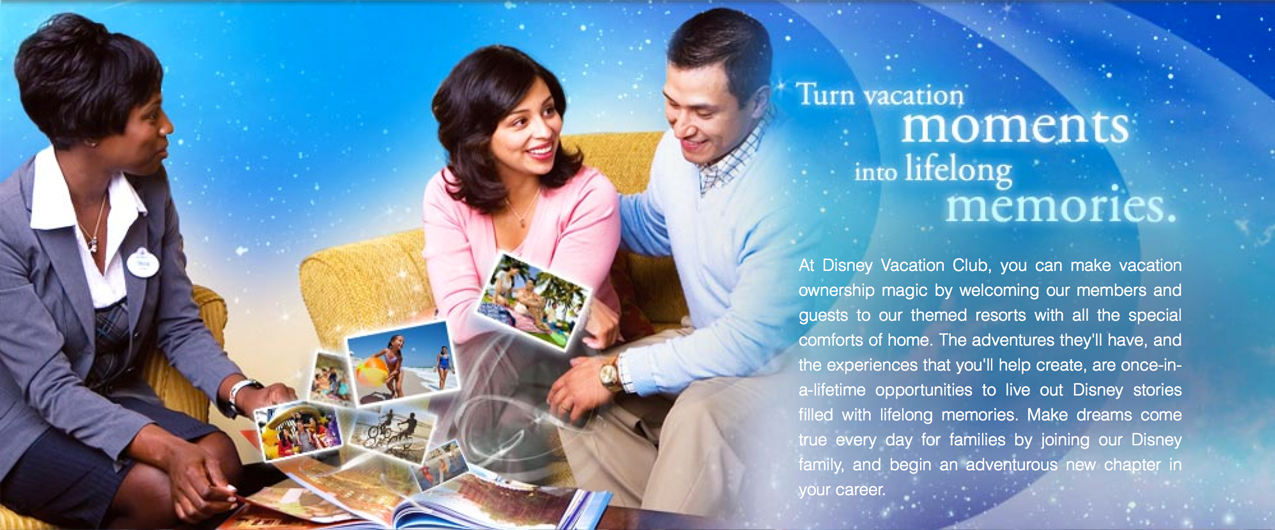 Turn vacation
moments
into lifelong
memories.
At Disney Vacation Club, you can make vacation
ownership magic by welcoming our members and
guests to our themed resorts with all the special
comforts of home. The adventures they'll have, and
the experiences that you'll help create, are once-in-
a-lifetime opportunities to live out Disney stories
filled with lifelong memories. Make dreams come
true every day for families by joining our Disney
family, and begin an adventurous new chapter in
your career.